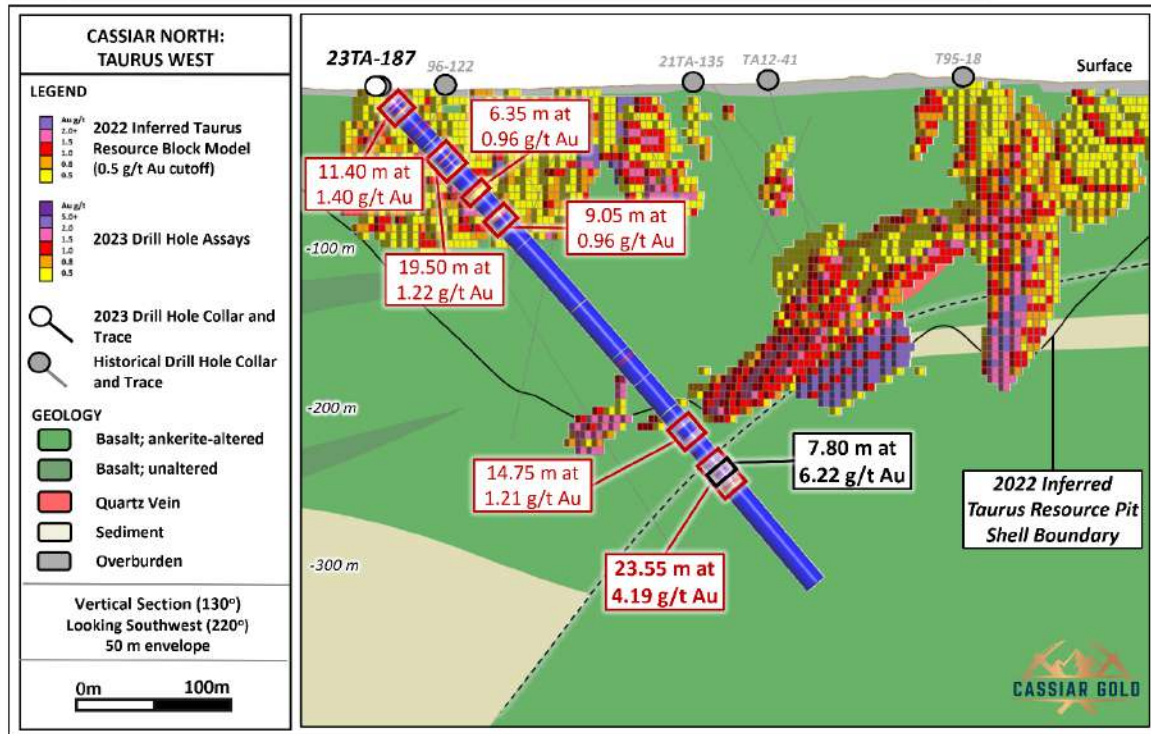 CASSIAR NORTH:
TAURUS WEST
LEGEND
Au g/t
2.0+
1.5
1.0
0.8
0.5
2022 Inferred Taurus
Resource Block Model
(0.5 g/t Au cutoff)
Au g/t
5.0+
2.0
1.5
1.0
0.8
0.5
2023 Drill Hole Assays
2023 Drill Hole Collar and
Trace
Historical Drill Hole Collar
and Trace
GEOLOGY
Basalt; ankerite-altered
Basalt; unaltered
Quartz Vein
Sediment
Overburden
Vertical Section (130°)
Looking Southwest (220°)
50 m envelope
0m 100m
23TA-187
96-122
21TA-135
TA12-41
T95-18
Surface
6.35 m at
0.96 g/t Au
11.40 m at
1.40 g/t Au
9.05 m at
0.96 g/t Au
19.50 m at
1.22 g/t Au
-100 m
-200 m
-300 m
14.75 m at
1.21 g/t Au
7.80 m at
6.22 g/t Au
23.55 m at
4.19 g/t Au
2022 Inferred
Taurus Resource Pit
Shell Boundary
CASSIAR GOLD